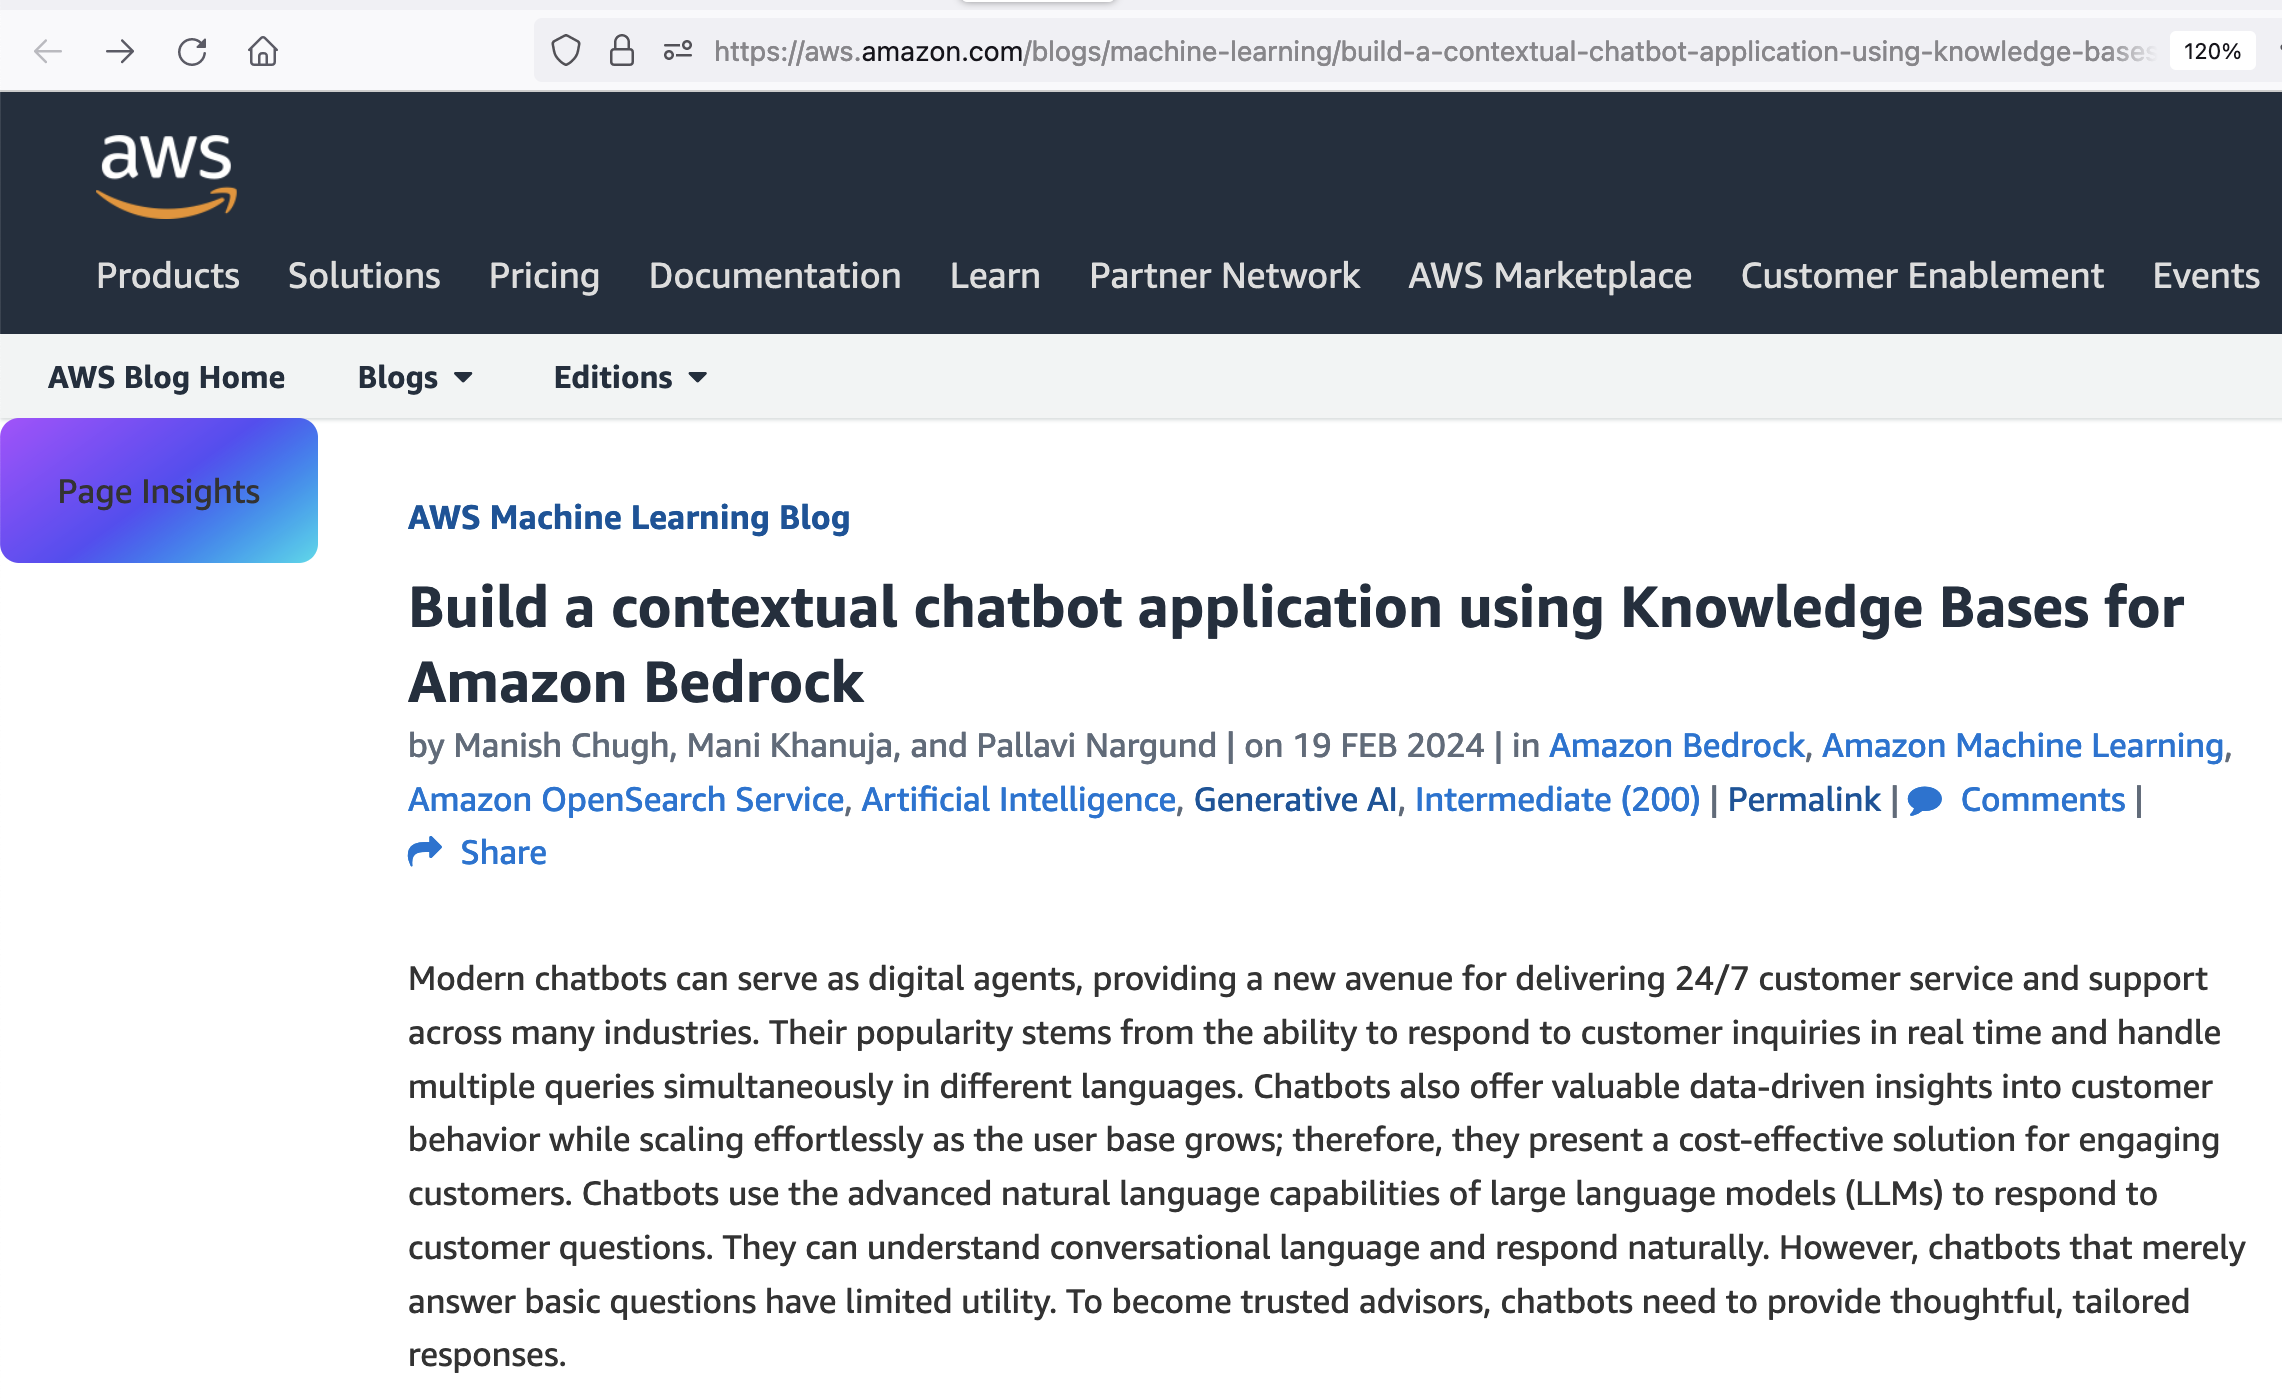 https://aws.amazon.com/blogs/machine-learning/build-a-contextual-chatbot-application-using-knowledge-bases 120%
aws
Products Solutions Pricing Documentation Learn Partner Network AWS Marketplace Customer Enablement Events
AWS Blog Home Blogs Editions
Page Insights
AWS Machine Learning Blog
Build a contextual chatbot application using Knowledge Bases for
Amazon Bedrock
by Manish Chugh, Mani Khanuja, and Pallavi Nargund | on 19 FEB 2024 | in Amazon Bedrock, Amazon Machine Learning,
Amazon OpenSearch Service, Artificial Intelligence, Generative AI, Intermediate (200) | Permalink | Comments |
Share
Modern chatbots can serve as digital agents, providing a new avenue for delivering 24/7 customer service and support
across many industries. Their popularity stems from the ability to respond to customer inquiries in real time and handle
multiple queries simultaneously in different languages. Chatbots also offer valuable data-driven insights into customer
behavior while scaling effortlessly as the user base grows; therefore, they present a cost-effective solution for engaging
customers. Chatbots use the advanced natural language capabilities of large language models (LLMs) to respond to
customer questions. They can understand conversational language and respond naturally. However, chatbots that merely
answer basic questions have limited utility. To become trusted advisors, chatbots need to provide thoughtful, tailored
responses.